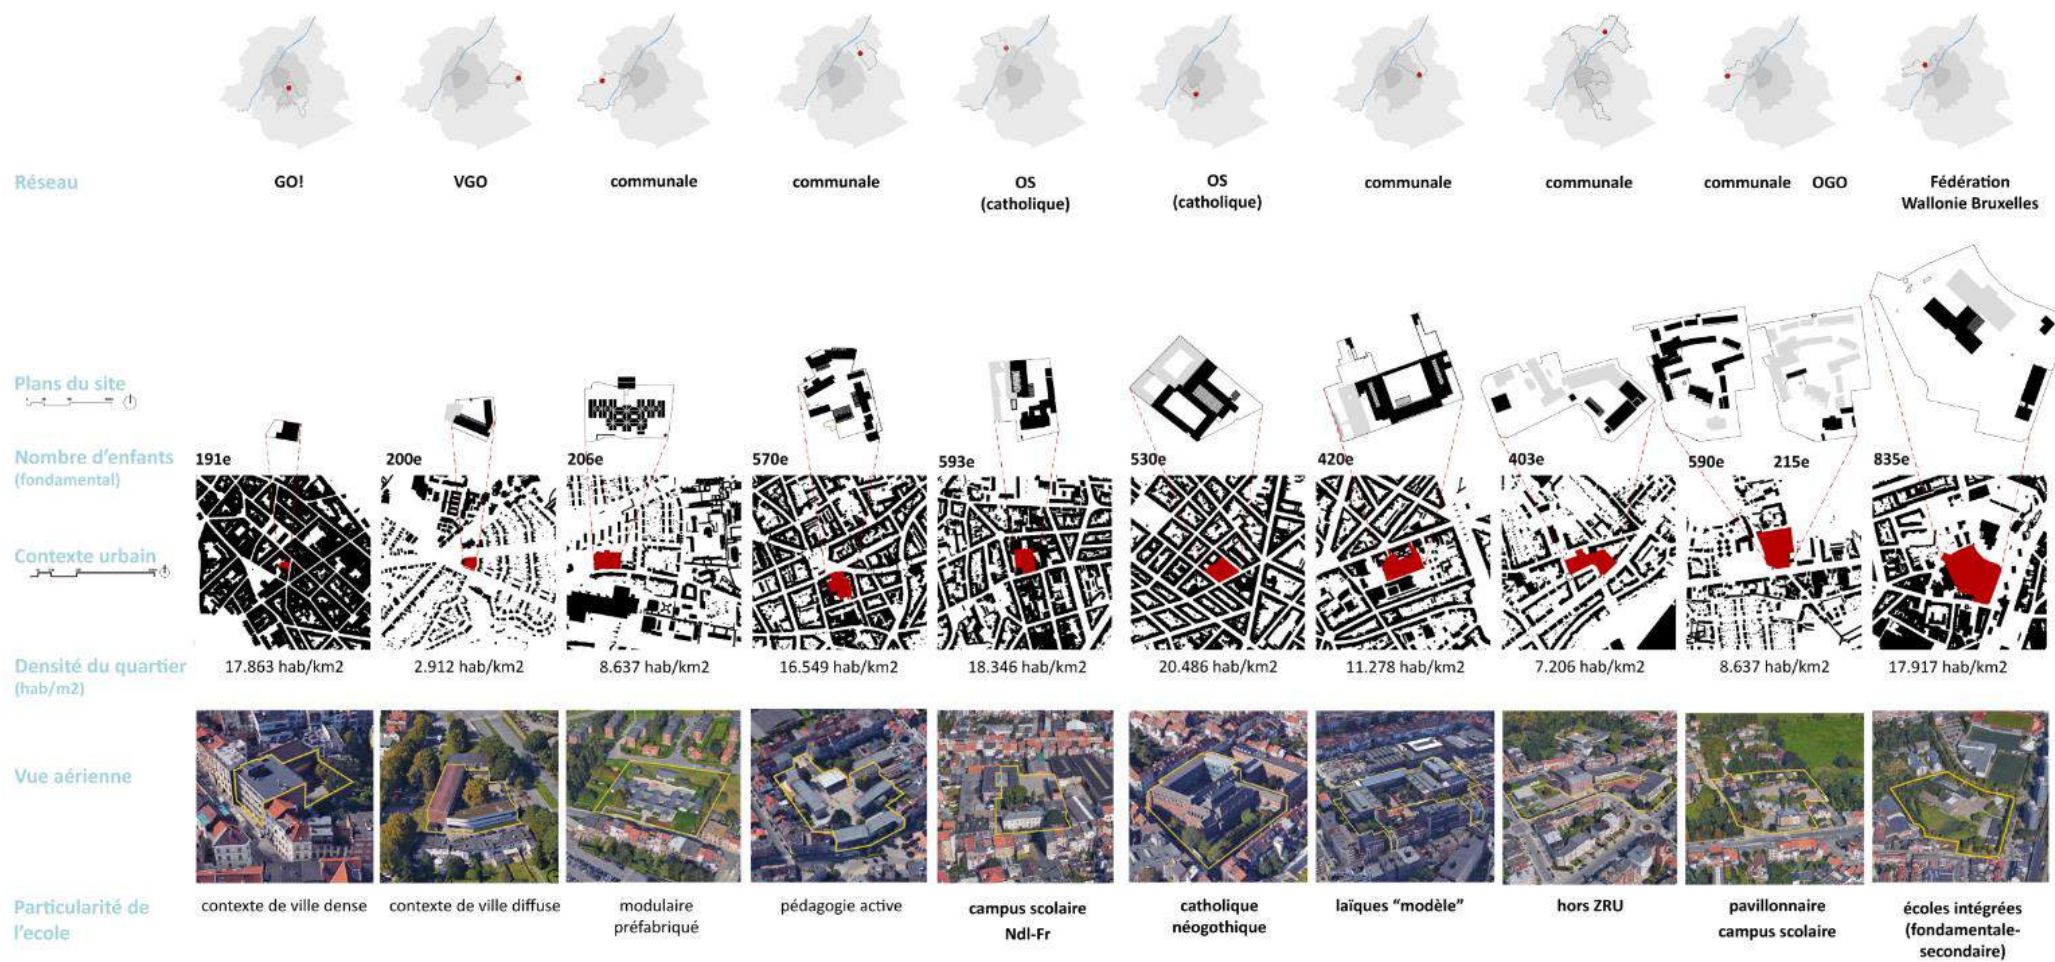 Réseau
GO!
VGO
communale
communale
OS
(catholique)
OS
(catholique)
communale
communale
communale OGO
Fédération
Wallonie Bruxelles
Plans du site
Nombre d'enfants
(fondamental)
191e
200e
206e
570e
593e
530e
420e
403e
590e
215e
835e
Contexte urbain
Densité du quartier
(hab/m2)
17.863 hab/km2
2.912 hab/km2
8.637 hab/km2
16.549 hab/km2
18.346 hab/km2
20.486 hab/km2
11.278 hab/km2
7.206 hab/km2
8.637 hab/km2
17.917 hab/km2
Vue aérienne
Particularité de
l'ecole
contexte de ville dense
contexte de ville diffuse
modulaire
préfabriqué
pédagogie active
campus scolaire
Ndl-Fr
catholique
néogothique
laïques "modèle"
hors ZRU
pavillonnaire
campus scolaire
écoles intégrées
(fondamentale-
secondaire)